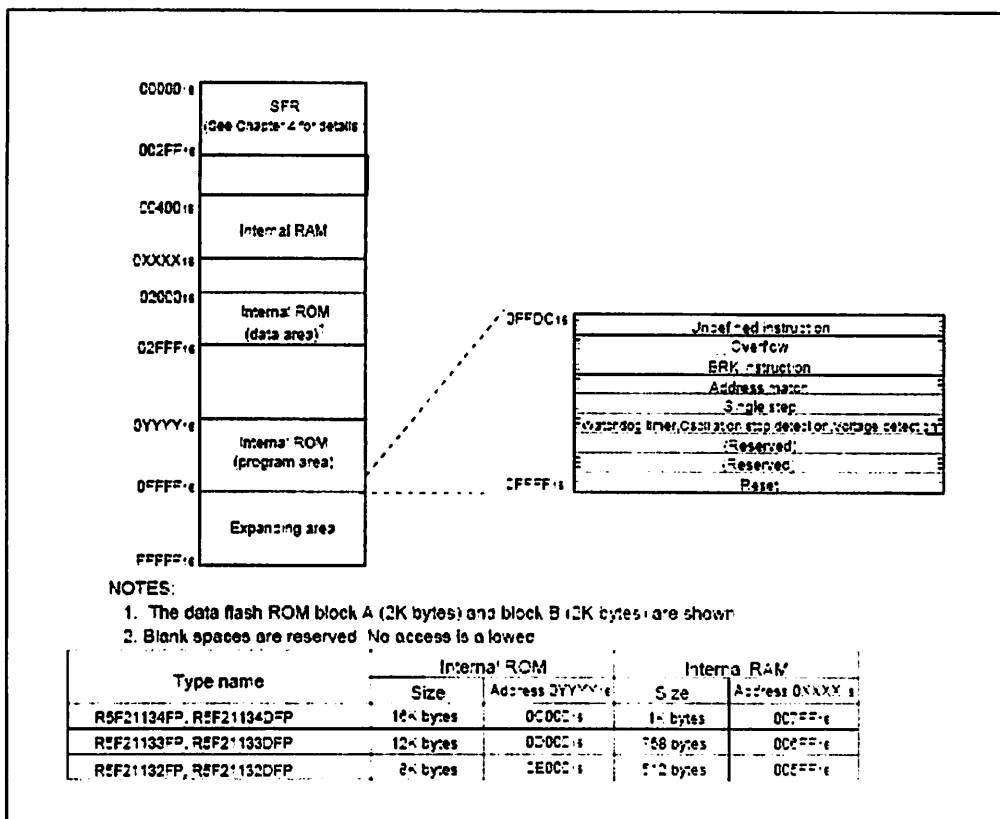 00000₁₆
SFR
(See Chapter 4 for details
002FF₁₆
00400₁₆
Internal RAM
0XXXX₁₆
02000₁₆
Internal ROM
(data area)¹
02FFF₁₆
0YYYY₁₆
Internal ROM
(program area)
0FFFF₁₆
Expanding area
FFFFF₁₆
0FFDC₁₆
Undefined instruction
Overflow
BRK instruction
Address match
Single step
Watchdog timer,Oscillation stop detection,Voltage detection
(Reserved)
(Reserved)
Reset
0FFFF₁₆
NOTES:
1. The data flash ROM block A (2K bytes) and block B (2K bytes) are shown
2. Blank spaces are reserved. No access is allowed
Type name Internal ROM Internal RAM
Size Address 0YYYY₁₆ Size Address 0XXXX₁₆
R5F21134FP, R5F21134DFP 16K bytes 0C000₁₆ 1K bytes 007FF₁₆
R5F21133FP, R5F21133DFP 12K bytes 0D000₁₆ 768 bytes 006FF₁₆
R5F21132FP, R5F21132DFP 8K bytes 0E000₁₆ 512 bytes 005FF₁₆